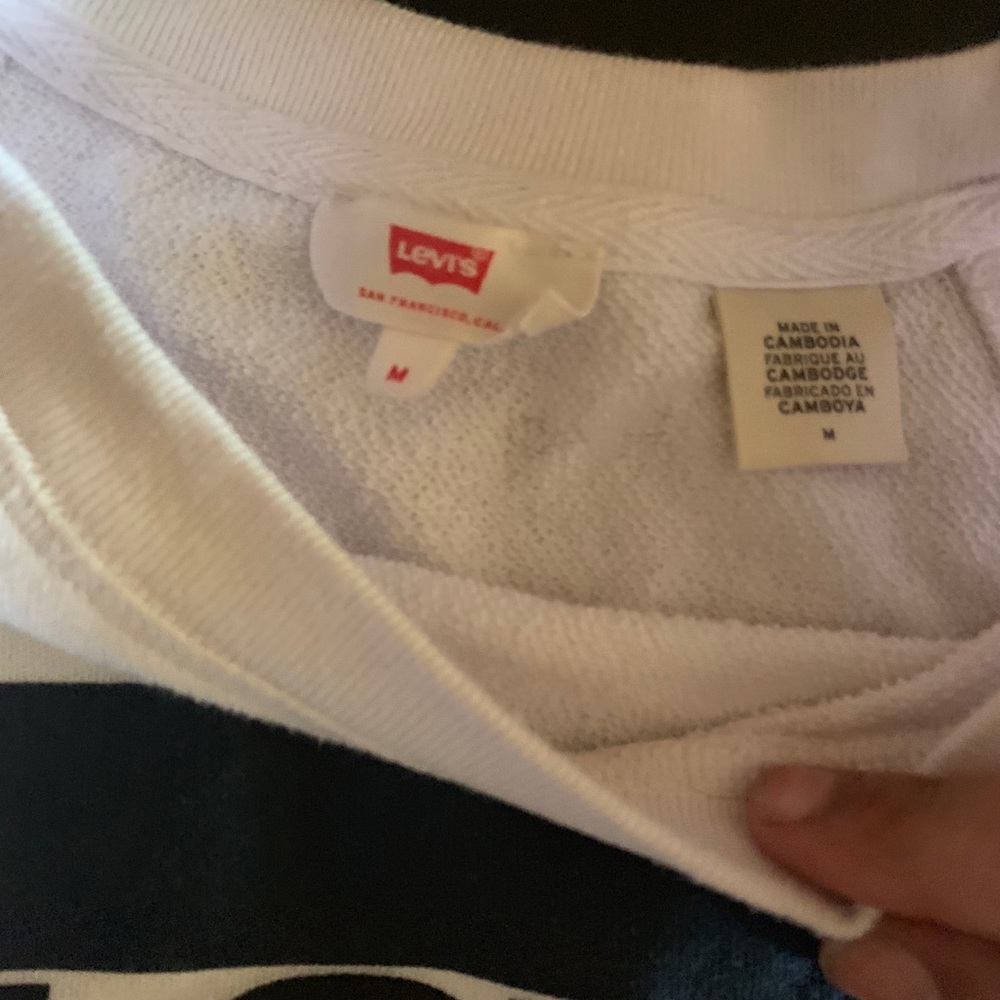 Levi's®
SAN FRANCISCO, CAL
M
MADE IN
CAMBODIA
FABRIQUE AU
CAMBODGE
FABRICADO EN
CAMBOYA
M